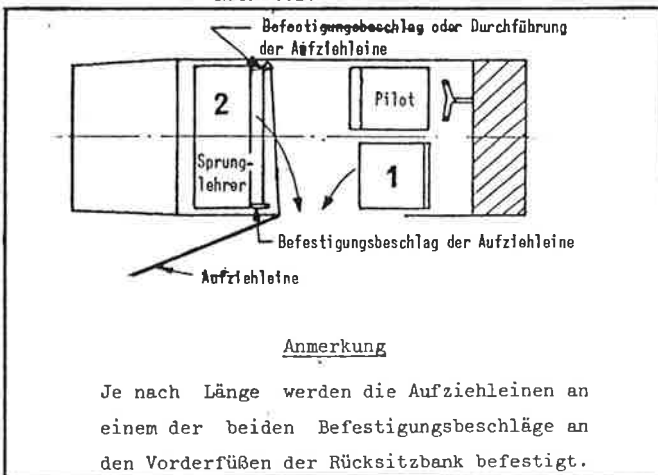 Befestigungsbeschlag oder Durchführung
der Aufziehleine
2
Pilot
Sprung-
lehrer
1
Befestigungsbeschlag der Aufziehleine
Aufziehleine
Anmerkung
Je nach Länge werden die Aufziehleinen an
einem der beiden Befestigungsbeschläge an
den Vorderfüßen der Rücksitzbank befestigt.